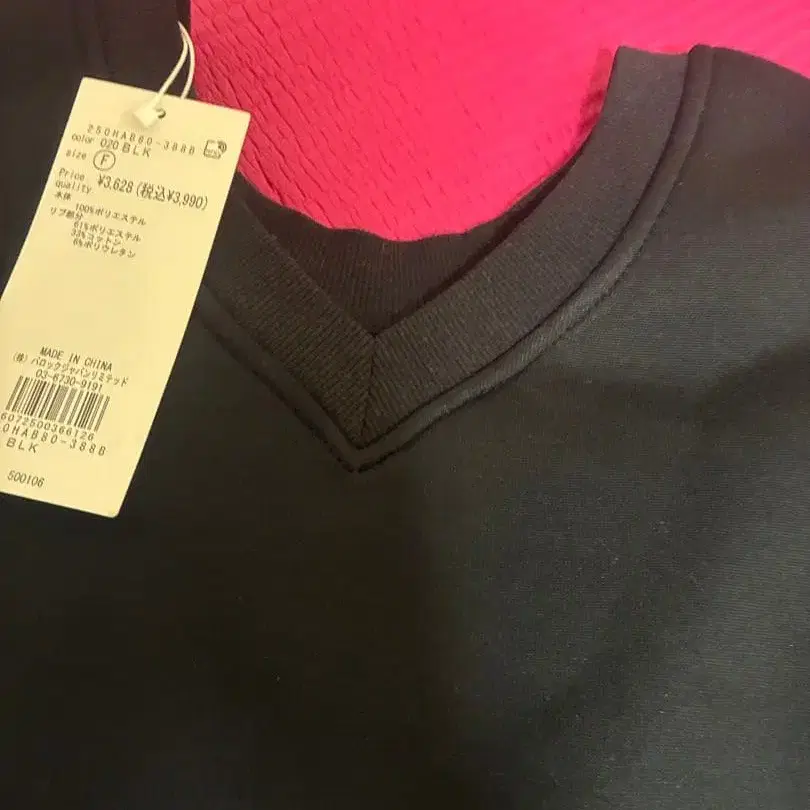 250HAB80-388B
color 020 BLK
size F
Price ¥3,628 (税込¥3,990)
quality
本体
100%ポリエステル
リブ部分
61%ポリエステル
33%コットン
6%ポリウレタン
MADE IN CHINA
(株)バロックジャパンリミテッド
03-6730-9191
6072500366126
0HAB80-388B
BLK
500106